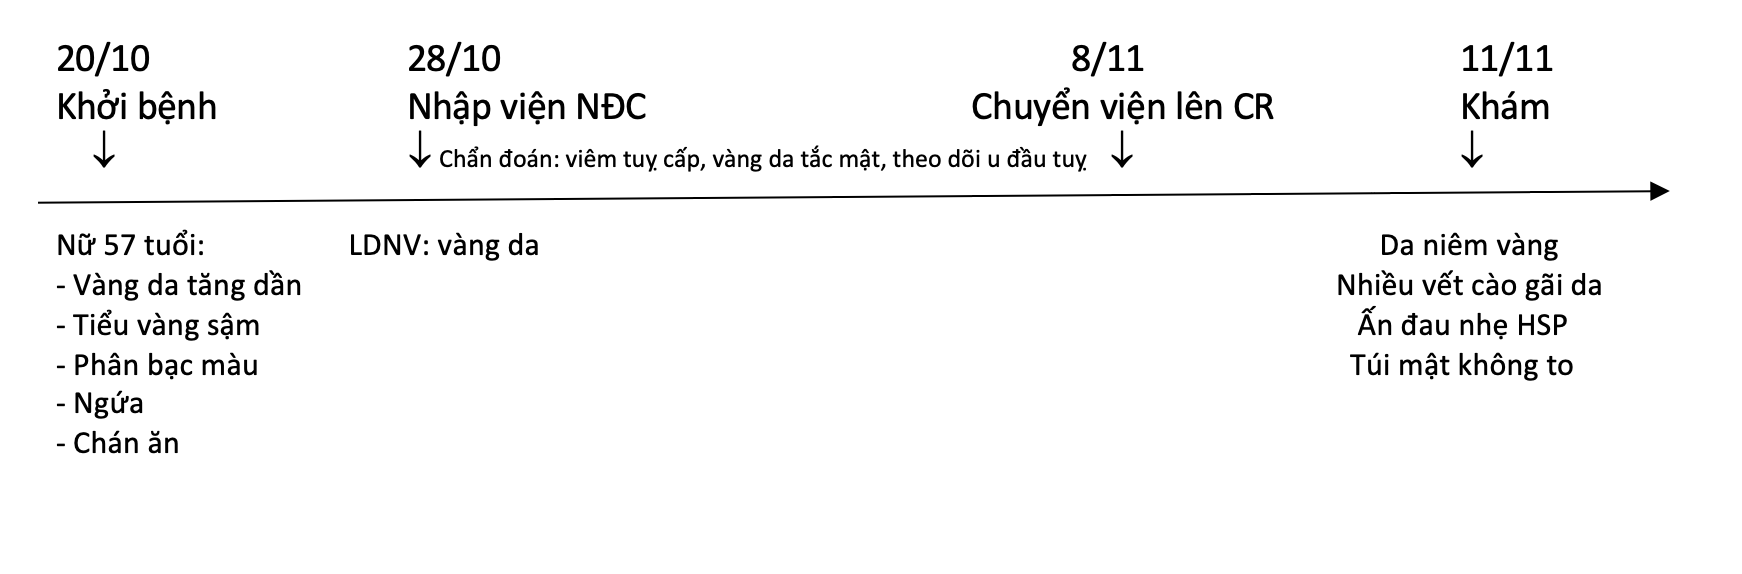 20/10
Khởi bệnh
28/10
Nhập viện NĐC
8/11
Chuyển viện lên CR
11/11
Khám
Chẩn đoán: viêm tuỵ cấp, vàng da tắc mật, theo dõi u đầu tuỵ
Nữ 57 tuổi:
- Vàng da tăng dần
- Tiểu vàng sậm
- Phân bạc màu
- Ngứa
- Chán ăn
LDNV: vàng da
Da niêm vàng
Nhiều vết cào gãi da
Ấn đau nhẹ HSP
Túi mật không to